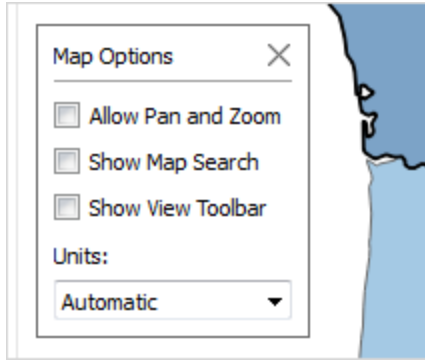 Map Options
Allow Pan and Zoom
Show Map Search
Show View Toolbar
Units:
Automatic